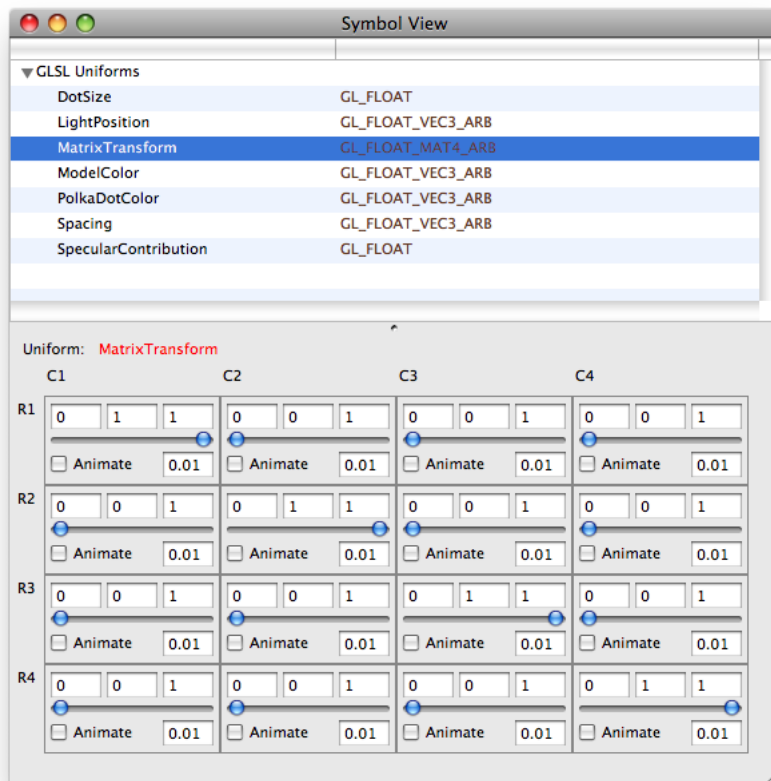 Symbol View
GLSL Uniforms
DotSize GL_FLOAT
LightPosition GL_FLOAT_VEC3_ARB
MatrixTransform GL_FLOAT_MAT4_ARB
ModelColor GL_FLOAT_VEC3_ARB
PolkaDotColor GL_FLOAT_VEC3_ARB
Spacing GL_FLOAT_VEC3_ARB
SpecularContribution GL_FLOAT
Uniform: MatrixTransform
C1 C2 C3 C4
R1 0 1 1 0 0 1 0 0 1 0 0 1
Animate 0.01 Animate 0.01 Animate 0.01 Animate 0.01
R2 0 0 1 0 1 1 0 0 1 0 0 1
Animate 0.01 Animate 0.01 Animate 0.01 Animate 0.01
R3 0 0 1 0 0 1 0 1 1 0 0 1
Animate 0.01 Animate 0.01 Animate 0.01 Animate 0.01
R4 0 0 1 0 0 1 0 0 1 0 1 1
Animate 0.01 Animate 0.01 Animate 0.01 Animate 0.01